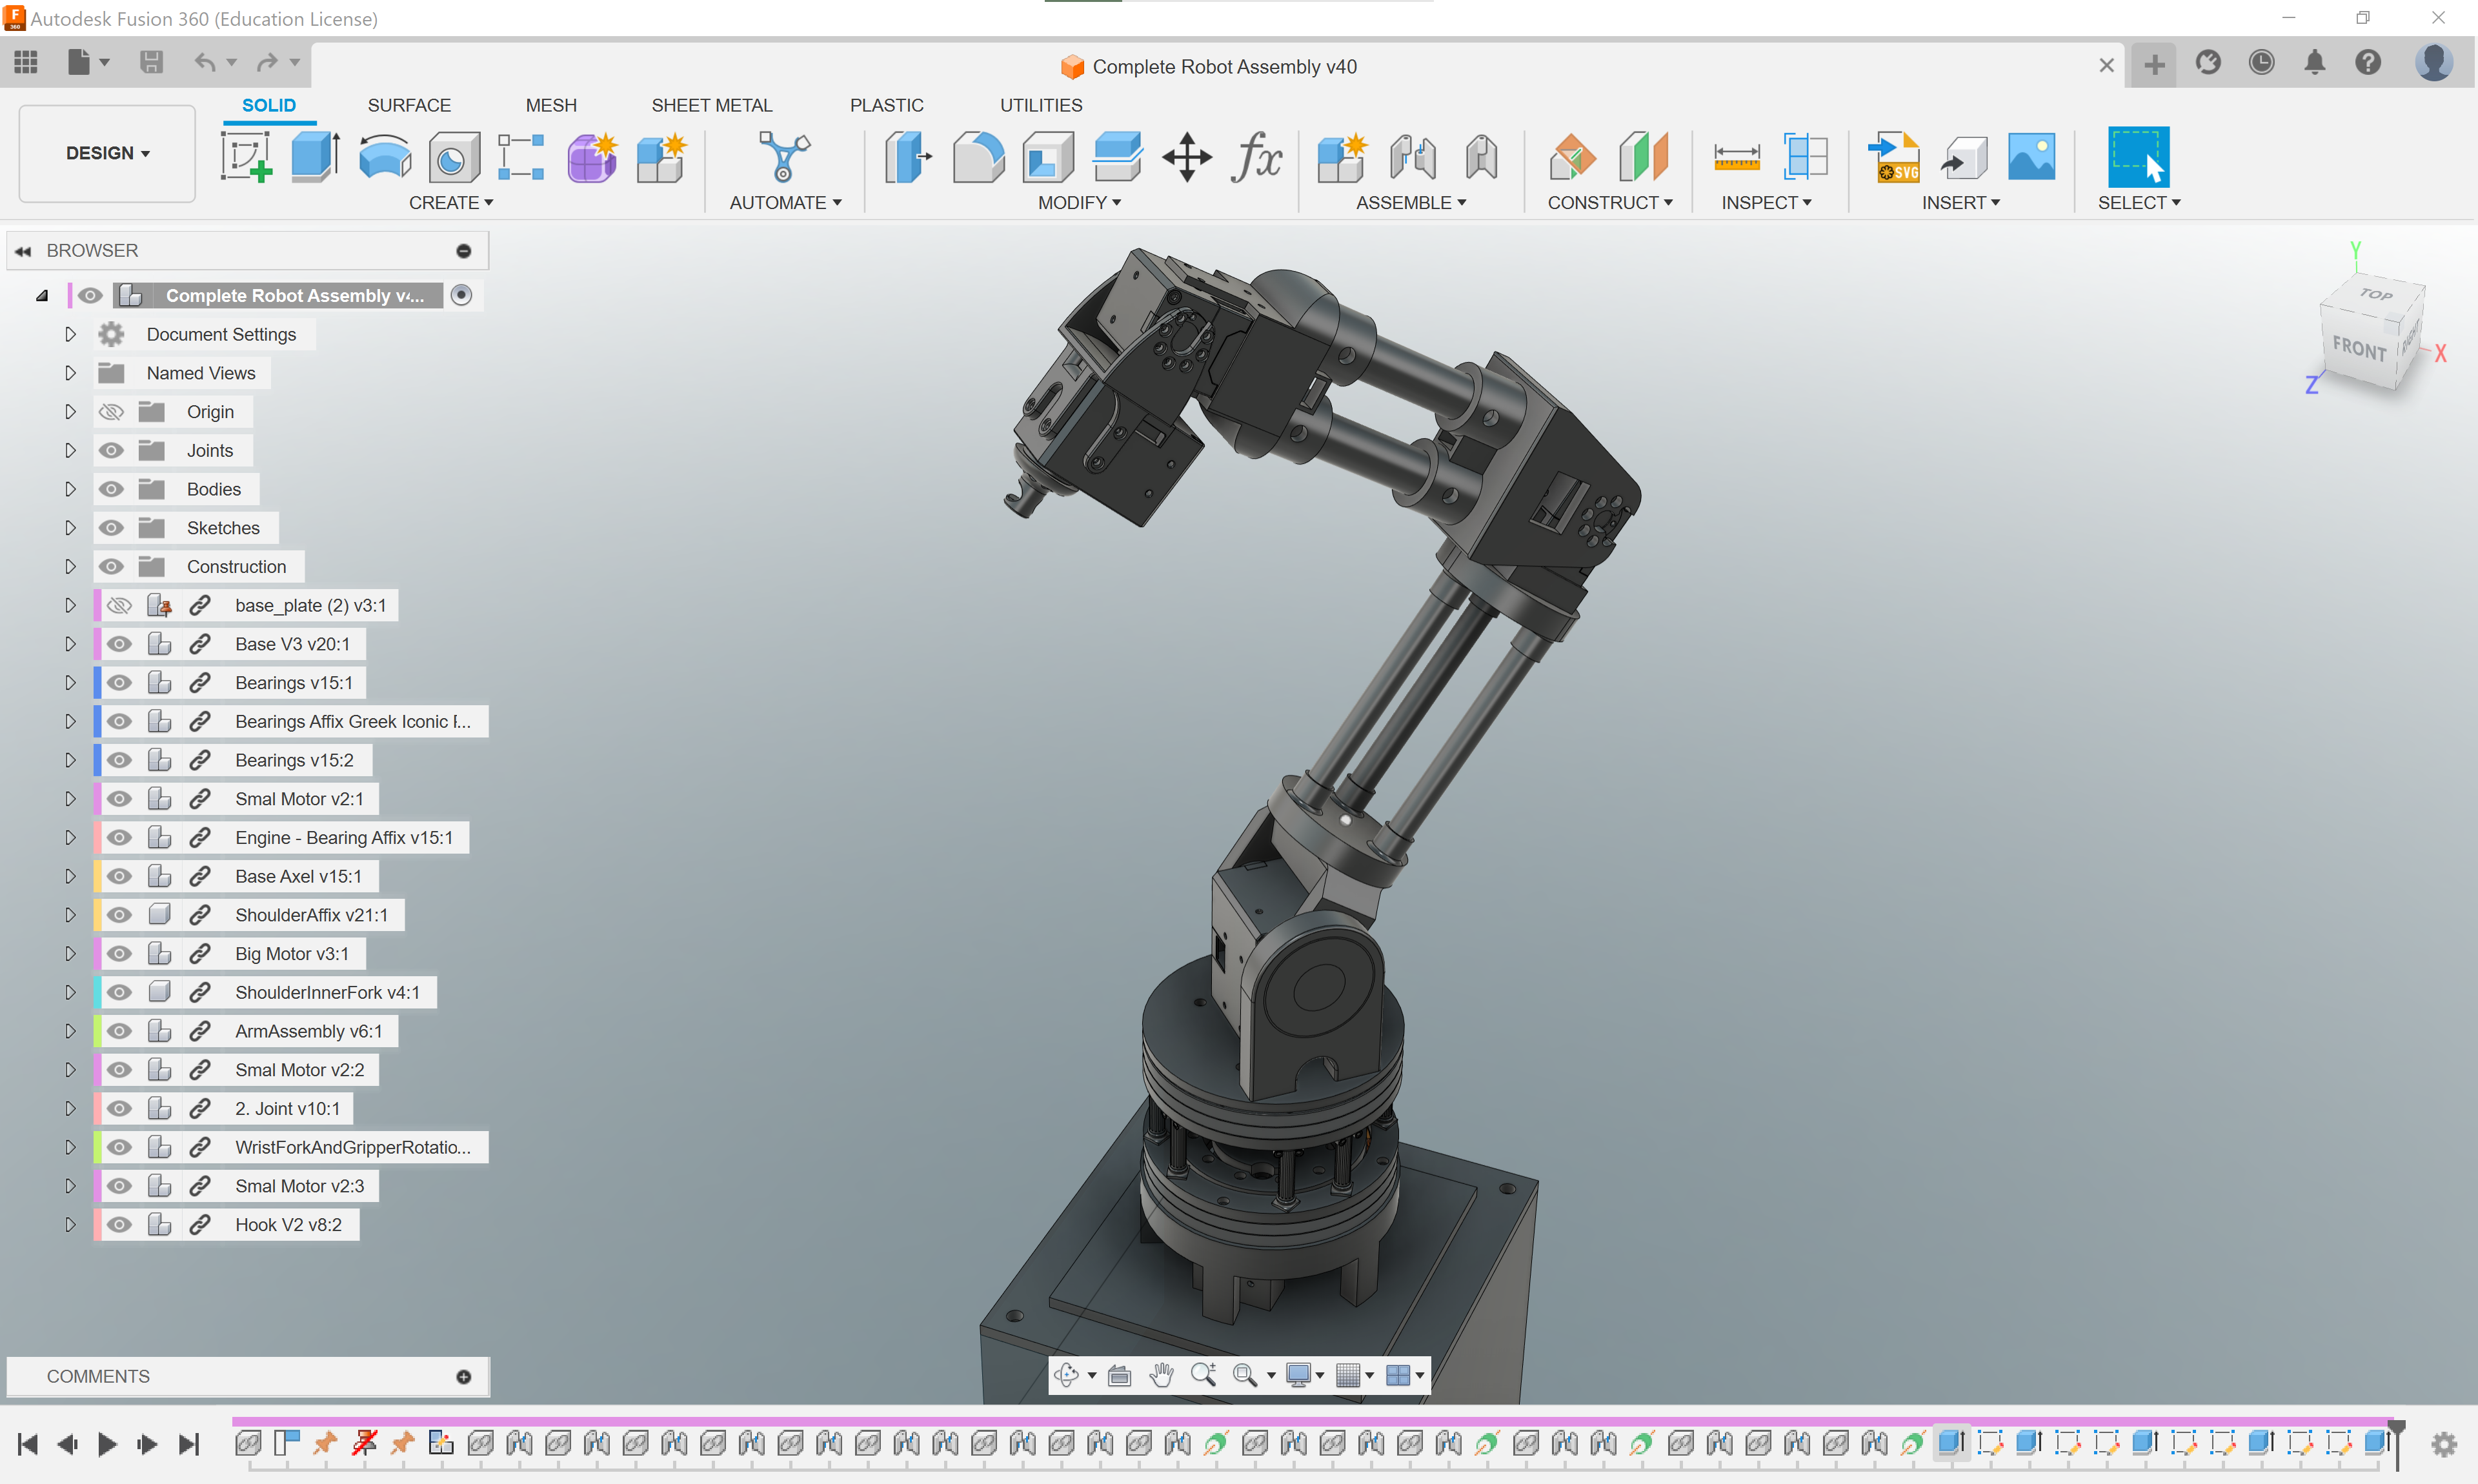 Autodesk Fusion 360 (Education License)
Complete Robot Assembly v40
SOLID SURFACE MESH SHEET METAL PLASTIC UTILITIES
DESIGN
fx
SVG
CREATE AUTOMATE MODIFY ASSEMBLE CONSTRUCT INSPECT INSERT SELECT
BROWSER
Complete Robot Assembly v4...
Document Settings
Named Views
Origin
Joints
Bodies
Sketches
Construction
base_plate (2) v3:1
Base V3 v20:1
Bearings v15:1
Bearings Affix Greek Iconic F...
Bearings v15:2
Smal Motor v2:1
Engine - Bearing Affix v15:1
Base Axel v15:1
ShoulderAffix v21:1
Big Motor v3:1
ShoulderInnerFork v4:1
ArmAssembly v6:1
Smal Motor v2:2
2. Joint v10:1
WristForkAndGripperRotatio...
Smal Motor v2:3
Hook V2 v8:2
Y
TOP
FRONT
X
Z
COMMENTS